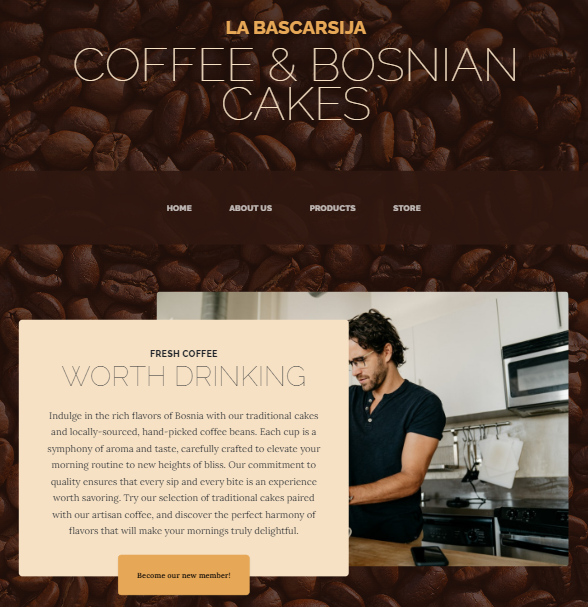 LA BASCARSIJA
COFFEE & BOSNIAN
CAKES
HOME ABOUT US PRODUCTS STORE
FRESH COFFEE
WORTH DRINKING
Indulge in the rich flavors of Bosnia with our traditional cakes
and locally-sourced, hand-picked coffee beans. Each cup is a
symphony of aroma and taste, carefully crafted to elevate your
morning routine to new heights of bliss. Our commitment to
quality ensures that every sip and every bite is an experience
worth savoring. Try our selection of traditional cakes paired
with our artisan coffee, and discover the perfect harmony of
flavors that will make your mornings truly delightful.
Become our new member!